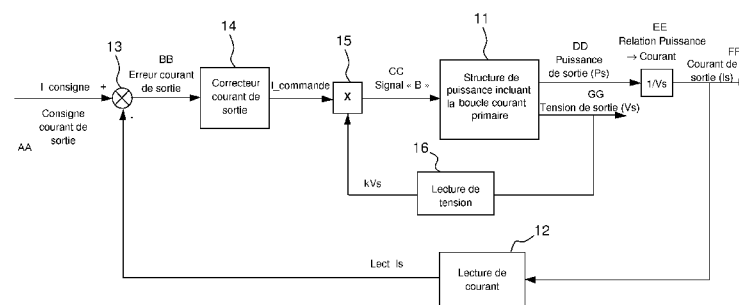 13
BB
Erreur courant
de sortie
14
Correcteur
courant de
sortie
I consigne
+
-
Consigne
courant de
sortie
AA
I_commande
15
X
CC
Signal « B »
11
Structure de
puissance incluant
la boucle courant
primaire
DD
Puissance
de sortie (Ps)
EE
Relation Puissance
→ Courant
1/Vs
FF
Courant de
sortie (Is)
GG
Tension de sortie (Vs)
16
Lecture de
tension
kVs
12
Lecture de
courant
Lect Is